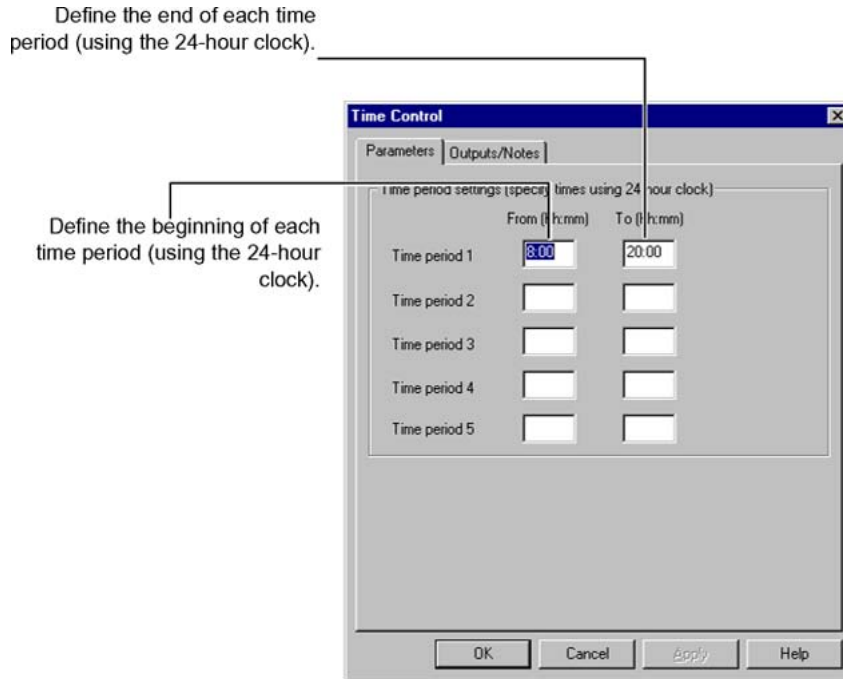 Define the end of each time
period (using the 24-hour clock).
Time Control
Parameters
Outputs/Notes
Time period settings (specify times using 24 hour clock)
Define the beginning of each
time period (using the 24-hour
clock).
From (hh:mm) To (hh:mm)
Time period 1 8:00 20:00
Time period 2
Time period 3
Time period 4
Time period 5
OK Cancel Apply Help